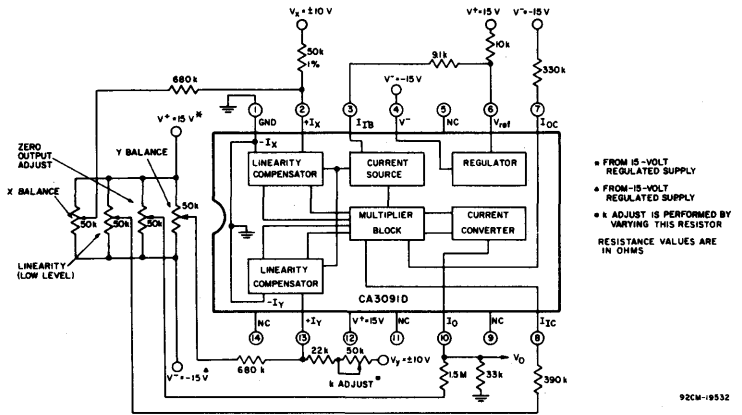 Vx=±10 V
V+=15 V
V-=-15 V
50k
1%
10k
9.1k
330k
680 k
V-=-15 V
1
2
3
4
5
6
7
GND
+IX
IIB
V-
NC
Vref
IOC
V+=15 V*
-IX
ZERO
OUTPUT
ADJUST
Y BALANCE
X BALANCE
LINEARITY
COMPENSATOR
CURRENT
SOURCE
REGULATOR
50k
50k
50k
50k
MULTIPLIER
BLOCK
CURRENT
CONVERTER
LINEARITY
(LOW LEVEL)
LINEARITY
COMPENSATOR
-IY
CA3091D
NC
+IY
V+=15V
NC
IO
NC
IIC
14
13
12
11
10
9
8
V-=-15 V
680 k
22k
50k
Vy=±10 V
k ADJUST
1.5M
33k
VO
390k
* FROM 15-VOLT
REGULATED SUPPLY
▲ FROM-15-VOLT
REGULATED SUPPLY
● k ADJUST IS PERFORMED BY
VARYING THIS RESISTOR
RESISTANCE VALUES ARE
IN OHMS
92CM-19532